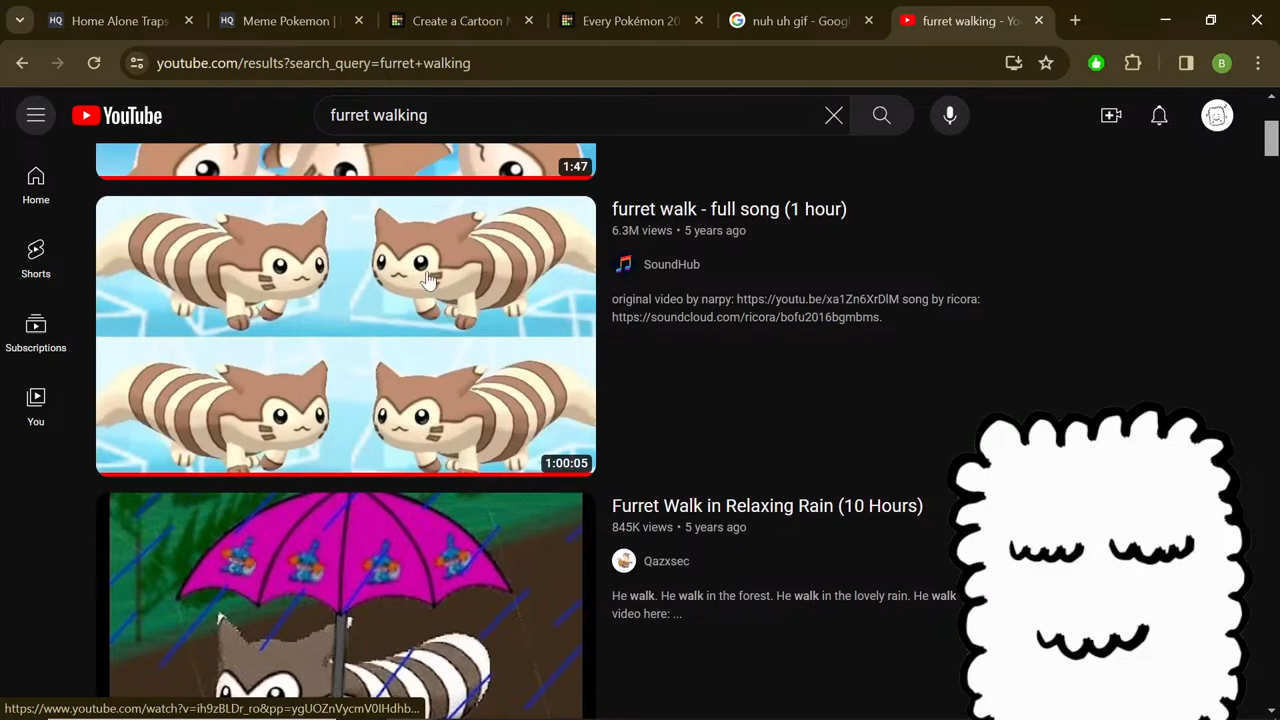 Home Alone Traps
Meme Pokemon |
Create a Cartoon M
Every Pokémon 20
nuh uh gif - Googl
furret walking - Yo
youtube.com/results?search_query=furret+walking
B
YouTube
furret walking
Home
Shorts
Subscriptions
You
1:47
furret walk - full song (1 hour)
6.3M views • 5 years ago
SoundHub
original video by narpy: https://youtu.be/xa1Zn6XrDlM song by ricora:
https://soundcloud.com/ricora/bofu2016bgmbms.
1:00:05
Furret Walk in Relaxing Rain (10 Hours)
845K views • 5 years ago
Qazxsec
He walk. He walk in the forest. He walk in the lovely rain. He walk
video here: ...
https://www.youtube.com/watch?v=ih9zBLDr_ro&pp=ygUOZnVycmV0IHdhb...